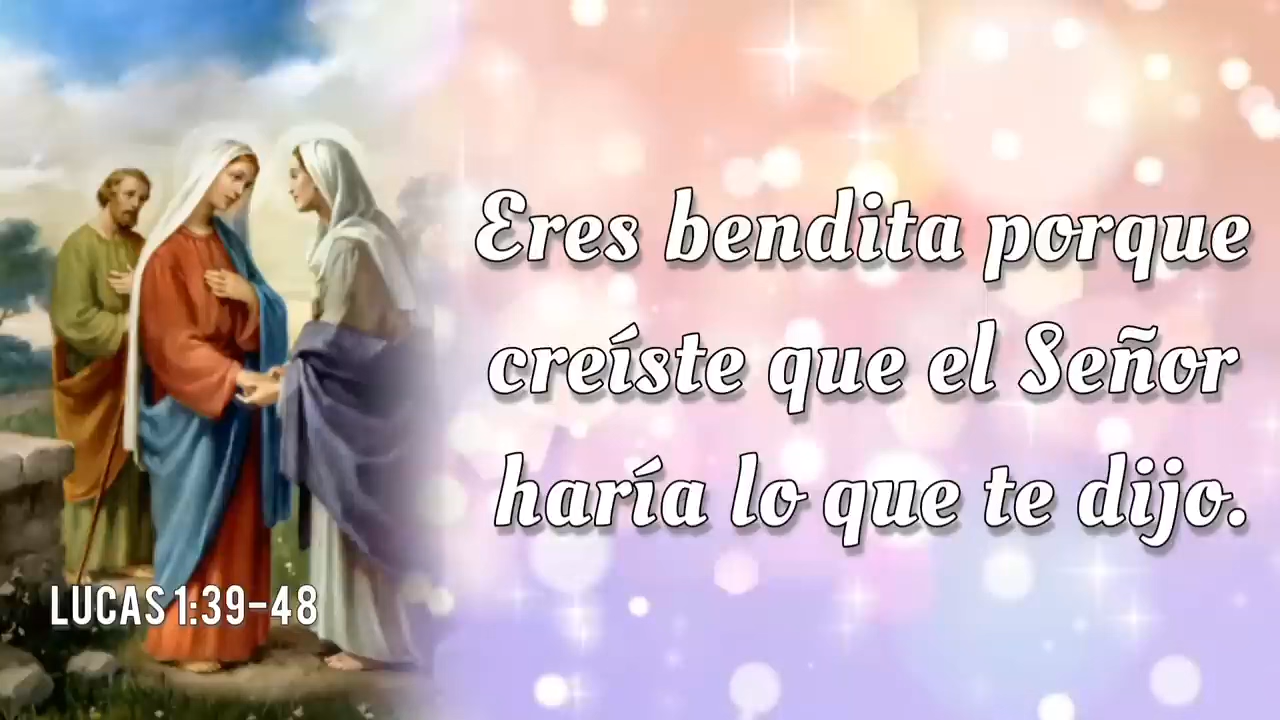 Eres bendita porque
creíste que el Señor
haría lo que te dijo.
LUCAS 1:39-48